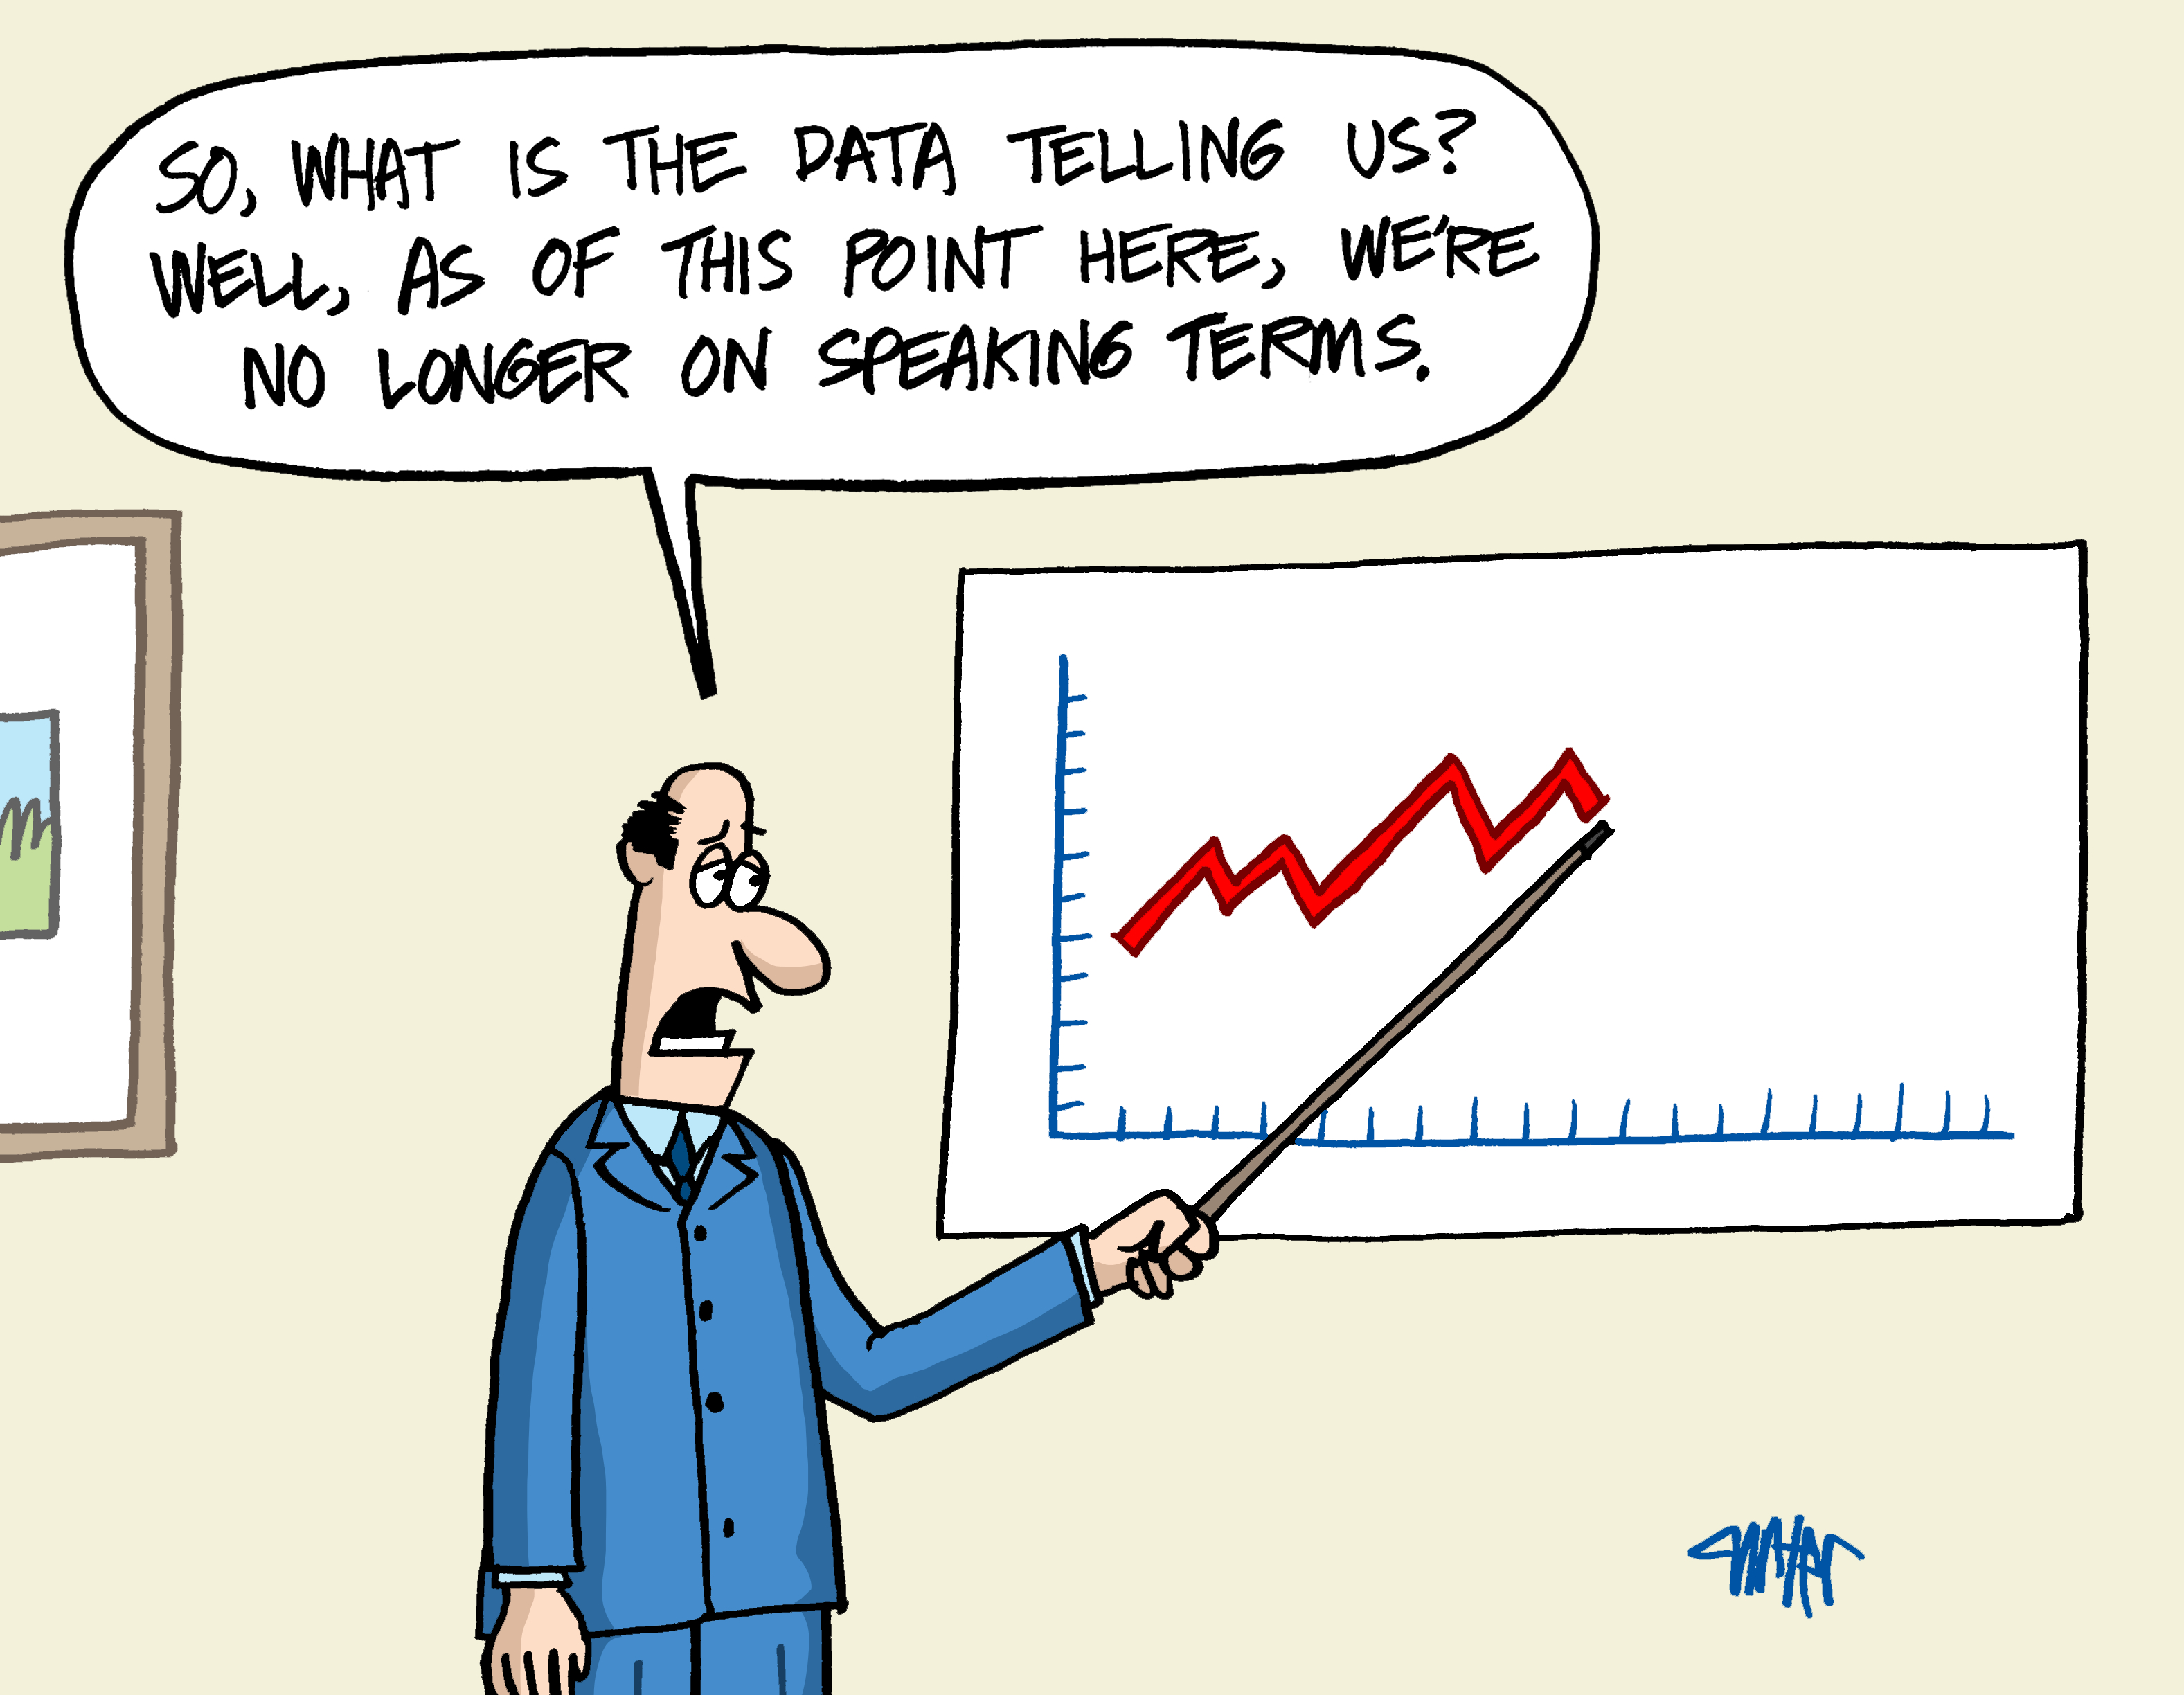 SO, WHAT IS THE DATA TELLING US?
WELL, AS OF THIS POINT HERE, WE'RE
NO LONGER ON SPEAKING TERMS.